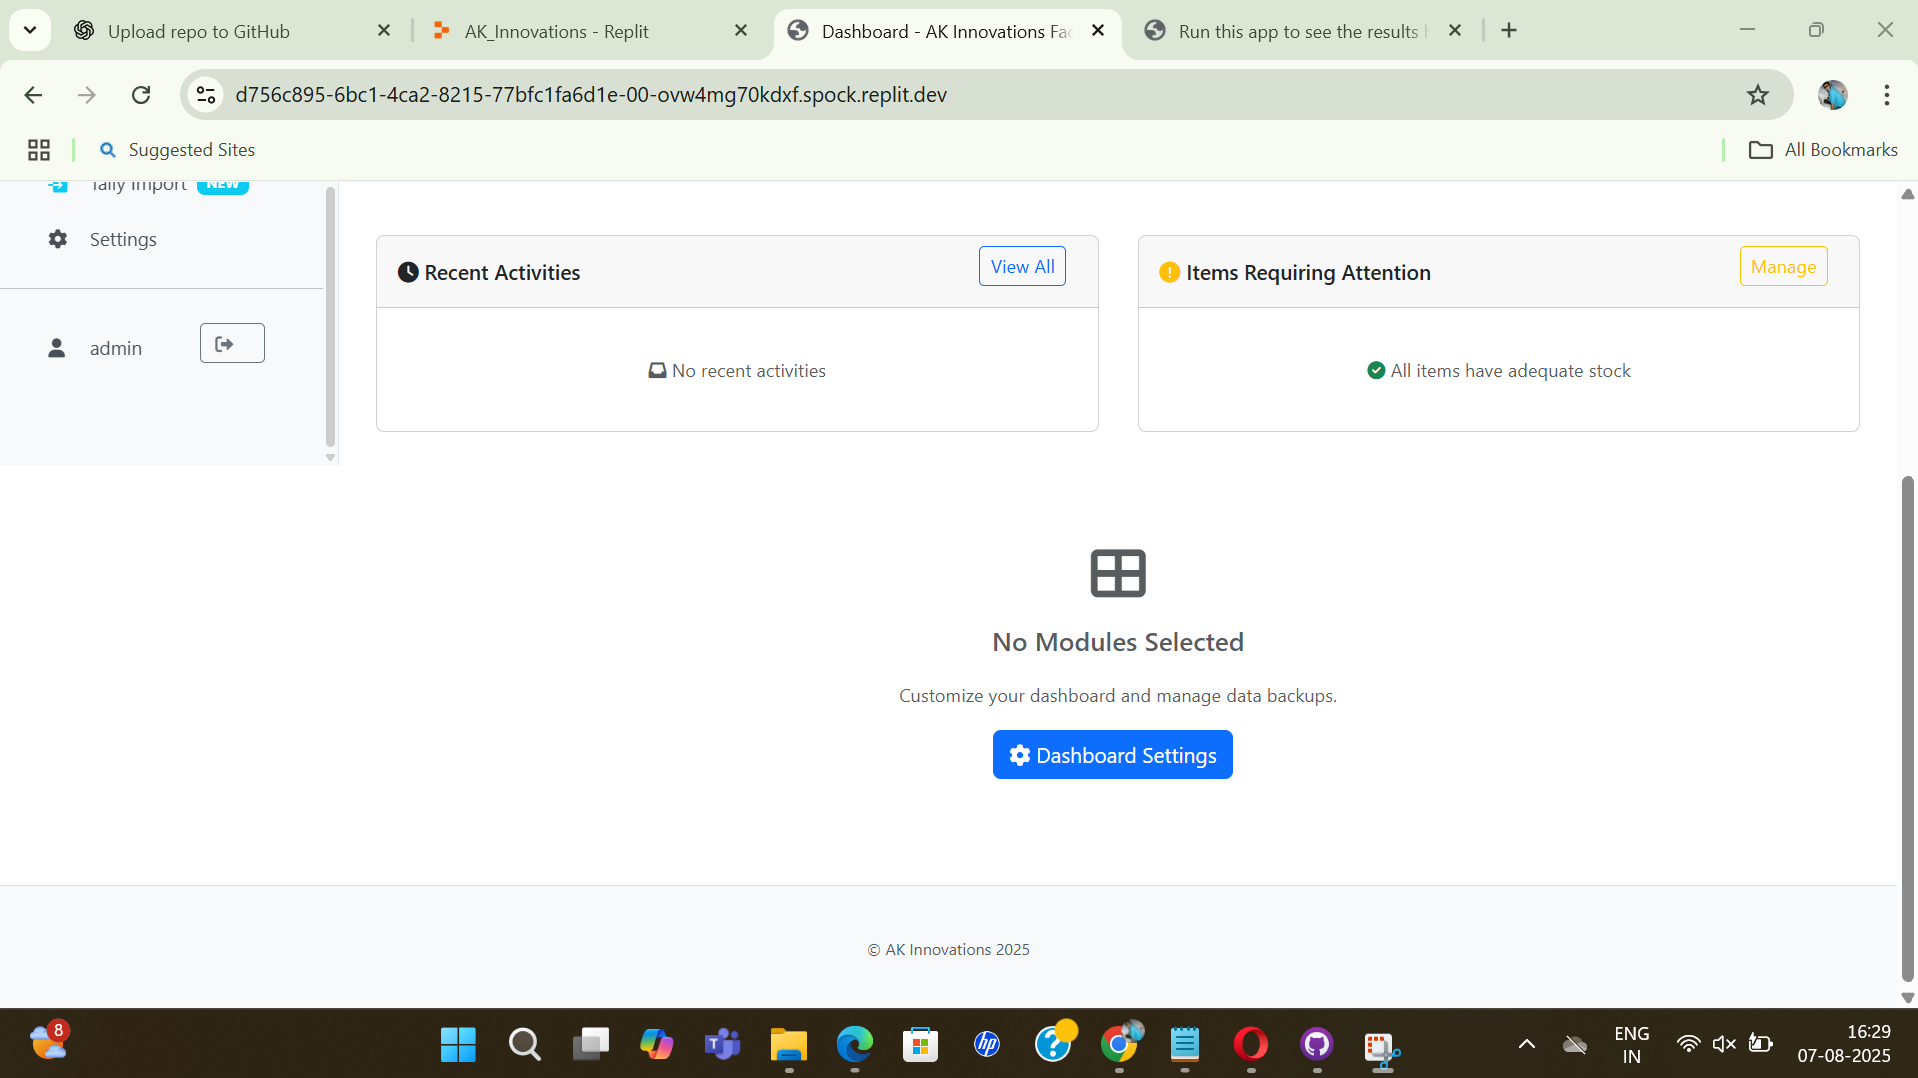 Upload repo to GitHub
AK_Innovations - Replit
Dashboard - AK Innovations Fac
Run this app to see the results h
d756c895-6bc1-4ca2-8215-77bfc1fa6d1e-00-ovw4mg70kdxf.spock.replit.dev
Suggested Sites
All Bookmarks
Tally Import NEW
Settings
admin
Recent Activities
View All
No recent activities
Items Requiring Attention
Manage
All items have adequate stock
No Modules Selected
Customize your dashboard and manage data backups.
Dashboard Settings
© AK Innovations 2025
8
T
hp
?
ENG
IN
16:29
07-08-2025